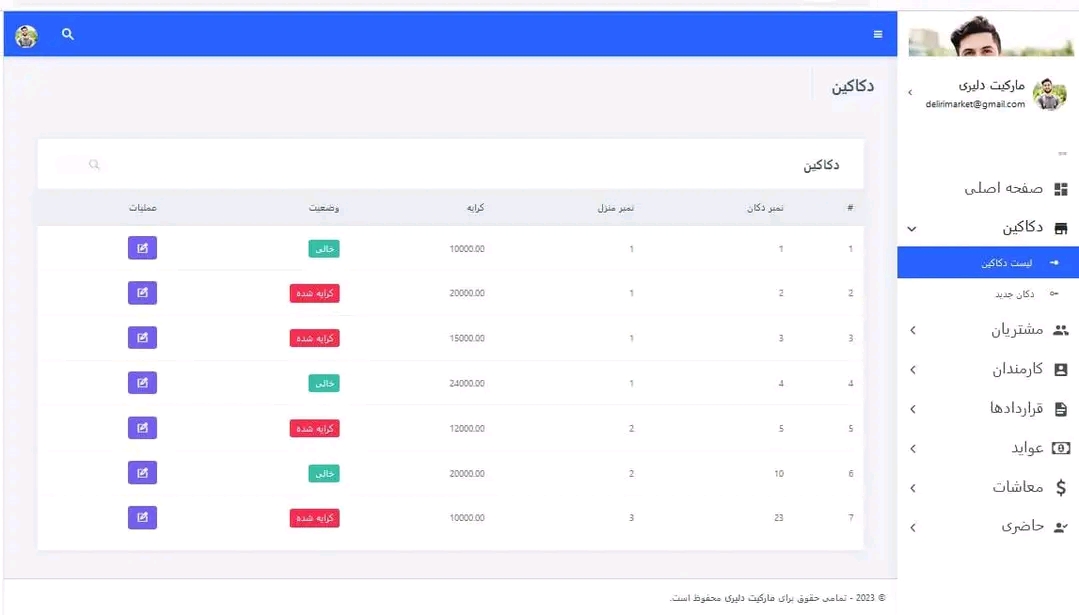 مارکیت دلیری
delirimarket@gmail.com
صفحه اصلی
دکاکین
لیست دکاکین
دکان جدید
مشتریان
کارمندان
قراردادها
عواید
معاشات
حاضری
دکاکین
دکاکین
# نمبر دکان نمبر منزل کرایه وضعیت عملیات
1 1 1 10000.00 خالی
2 2 1 20000.00 کرایه شده
3 3 1 15000.00 کرایه شده
4 4 1 24000.00 خالی
5 5 2 12000.00 کرایه شده
6 10 2 20000.00 خالی
7 23 3 10000.00 کرایه شده
© 2023 - تمامی حقوق برای مارکیت دلیری محفوظ است.